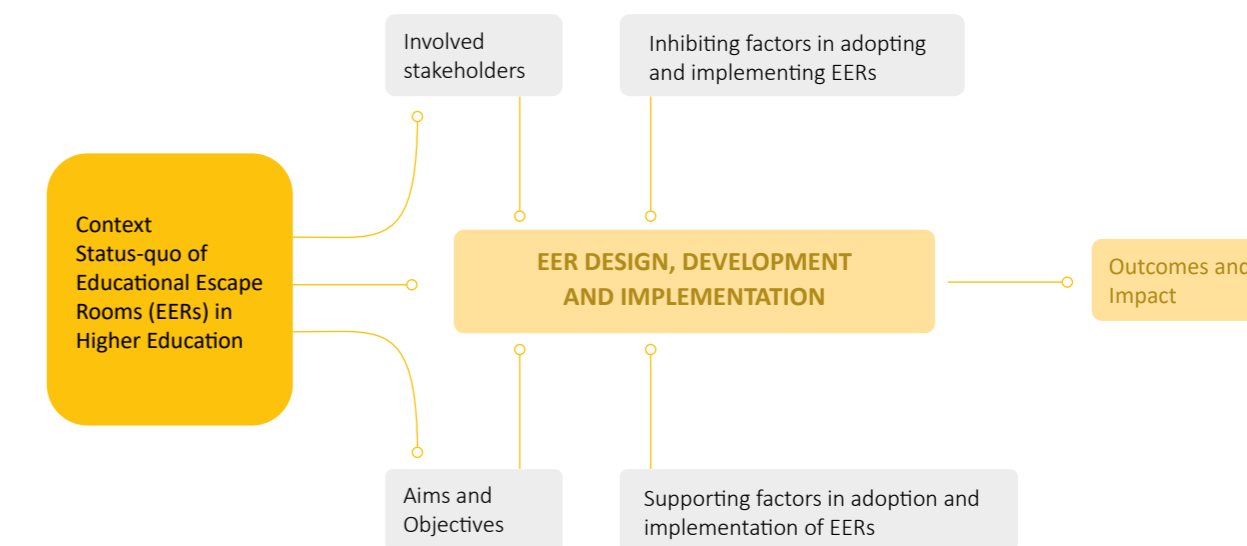 Involved
stakeholders
Inhibiting factors in adopting
and implementing EERs
Context
Status-quo of
Educational Escape
Rooms (EERs) in
Higher Education
EER DESIGN, DEVELOPMENT
AND IMPLEMENTATION
Outcomes and
Impact
Aims and
Objectives
Supporting factors in adoption and
implementation of EERs